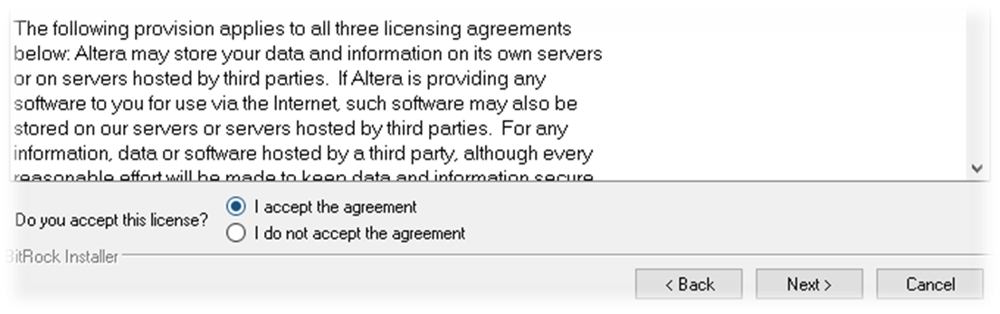 The following provision applies to all three licensing agreements
below: Altera may store your data and information on its own servers
or on servers hosted by third parties.  If Altera is providing any
software to you for use via the Internet, such software may also be
stored on our servers or servers hosted by third parties.  For any
information, data or software hosted by a third party, although every
reasonable effort will be made to keep data and information secure
Do you accept this license?
I accept the agreement
I do not accept the agreement
BitRock Installer
< Back
Next >
Cancel